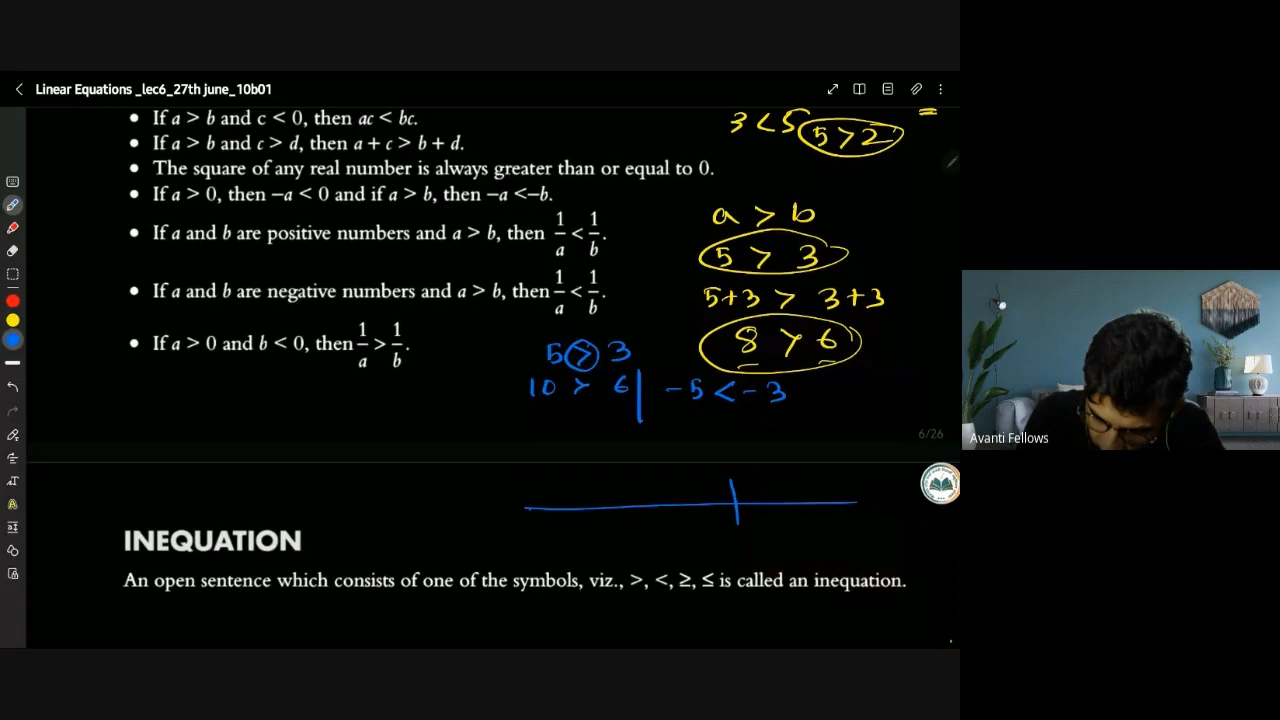 Linear Equations _lec6_27th june_10b01
• If a > b and c < 0, then ac < bc.
• If a > b and c > d, then a + c > b + d.
• The square of any real number is always greater than or equal to 0.
• If a > 0, then −a < 0 and if a > b, then −a <−b.
• If a and b are positive numbers and a > b, then 1/a < 1/b.
• If a and b are negative numbers and a > b, then 1/a < 1/b.
• If a > 0 and b < 0, then 1/a > 1/b.
3 < 5 5 > 2 =
a > b
5 > 3
5+3 > 3+3
8 > 6
5 > 3
10 > 6 | -5 < -3
6/26
INEQUATION
An open sentence which consists of one of the symbols, viz., >, <, ≥, ≤ is called an inequation.
Avanti Fellows